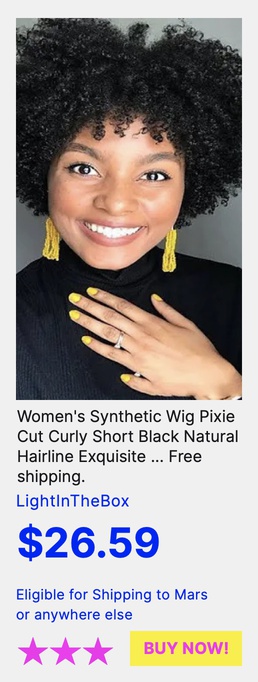 Women's Synthetic Wig Pixie
Cut Curly Short Black Natural
Hairline Exquisite ... Free
shipping.
LightInTheBox
$26.59
Eligible for Shipping to Mars
or anywhere else
BUY NOW!